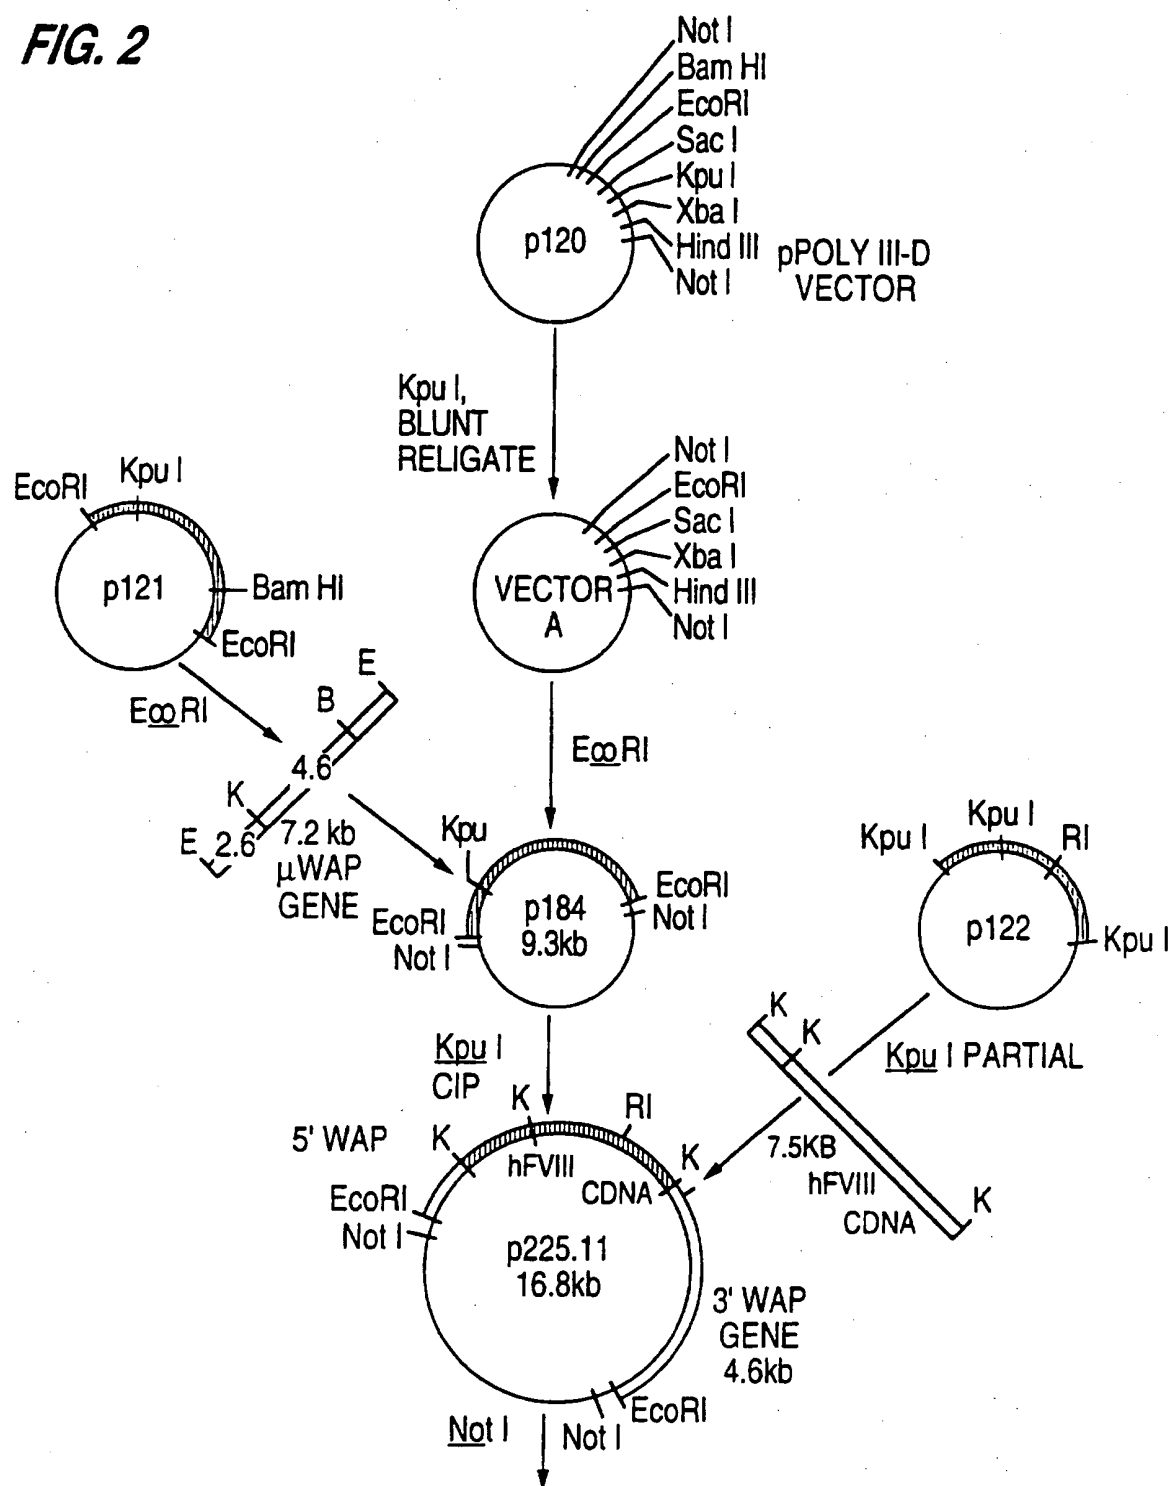 FIG. 2
Not I
Bam HI
EcoRI
Sac I
Kpu I
Xba I
Hind III
Not I
p120
pPOLY III-D
VECTOR
Kpu I,
BLUNT
RELIGATE
Not I
EcoRI
Sac I
Xba I
Hind III
Not I
VECTOR
A
EcoRI
Kpu I
p121
Bam HI
EcoRI
EcoRI
E
B
4.6
K
E
2.6
7.2 kb
µWAP
GENE
EcoRI
Kpu
I
EcoRI
Not I
p184
9.3kb
EcoRI
Not I
Kpu I
Kpu I
RI
p122
Kpu I
Kpu I PARTIAL
K
K
7.5KB
hFVIII
CDNA
K
Kpu I
CIP
5' WAP
K
K
RI
hFVIII
CDNA
K
EcoRI
Not I
p225.11
16.8kb
3' WAP
GENE
4.6kb
EcoRI
Not I
Not I